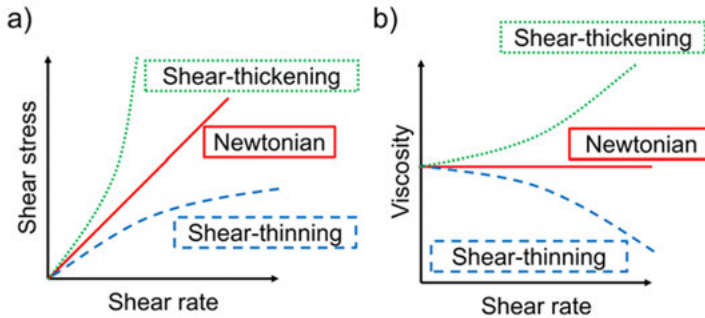 a)
Shear stress
Shear-thickening
Newtonian
Shear-thinning
Shear rate
b)
Viscosity
Shear-thickening
Newtonian
Shear-thinning
Shear rate